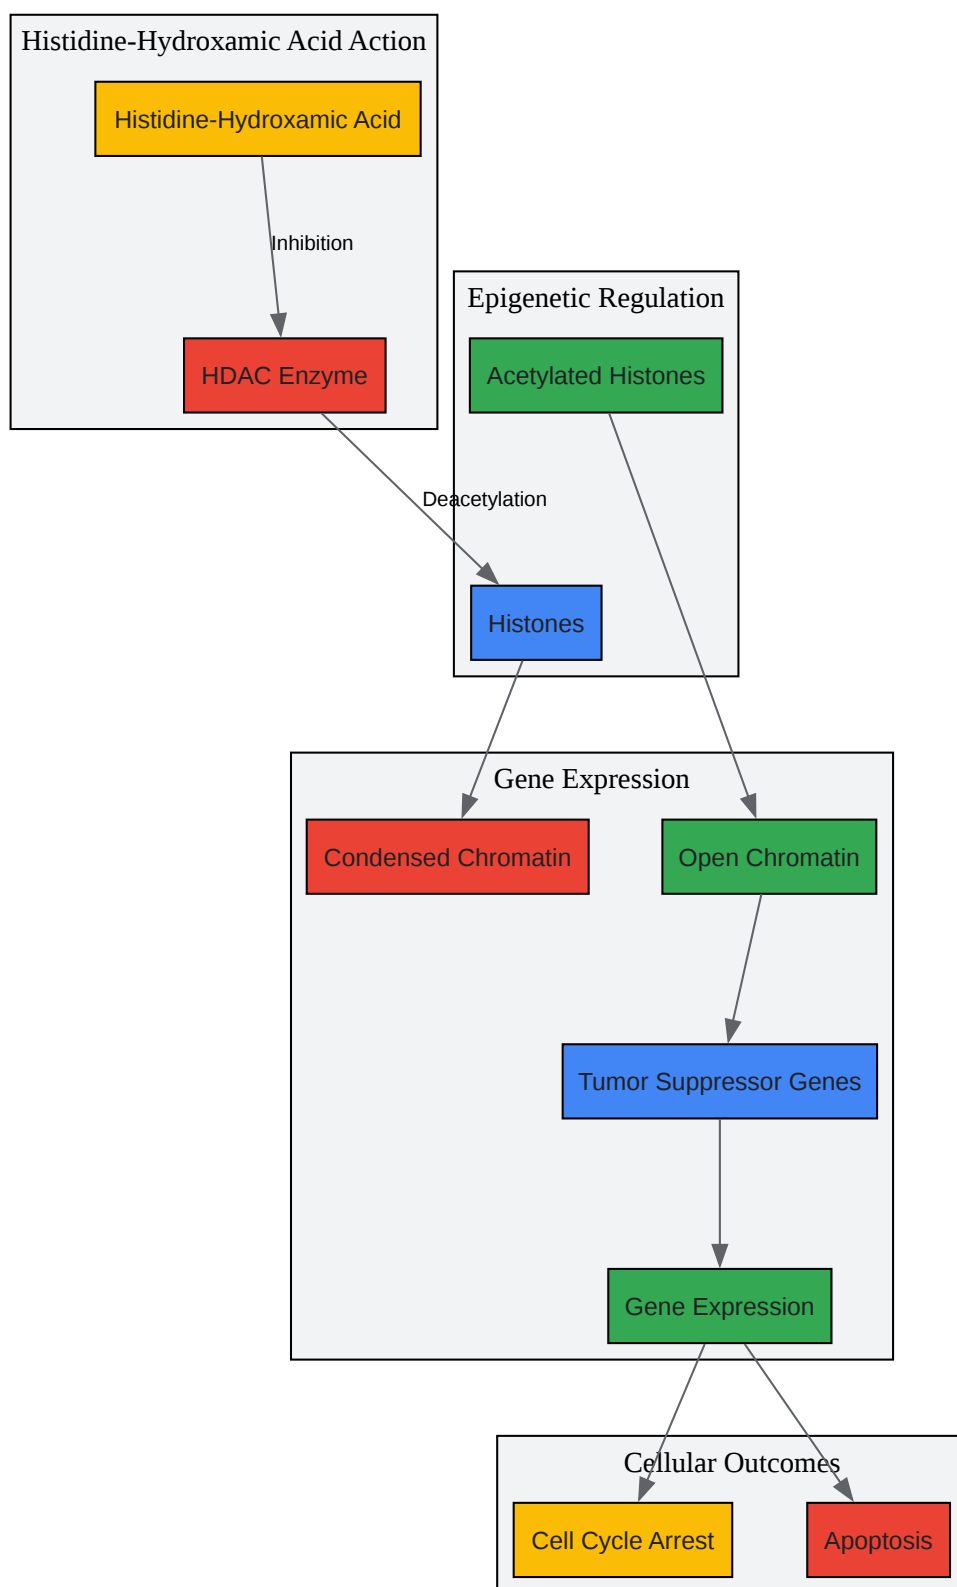 Histidine-Hydroxamic Acid Action
Histidine-Hydroxamic Acid
Inhibition
Epigenetic Regulation
HDAC Enzyme
Acetylated Histones
Deacetylation
Histones
Gene Expression
Condensed Chromatin
Open Chromatin
Tumor Suppressor Genes
Gene Expression
Cellular Outcomes
Cell Cycle Arrest
Apoptosis